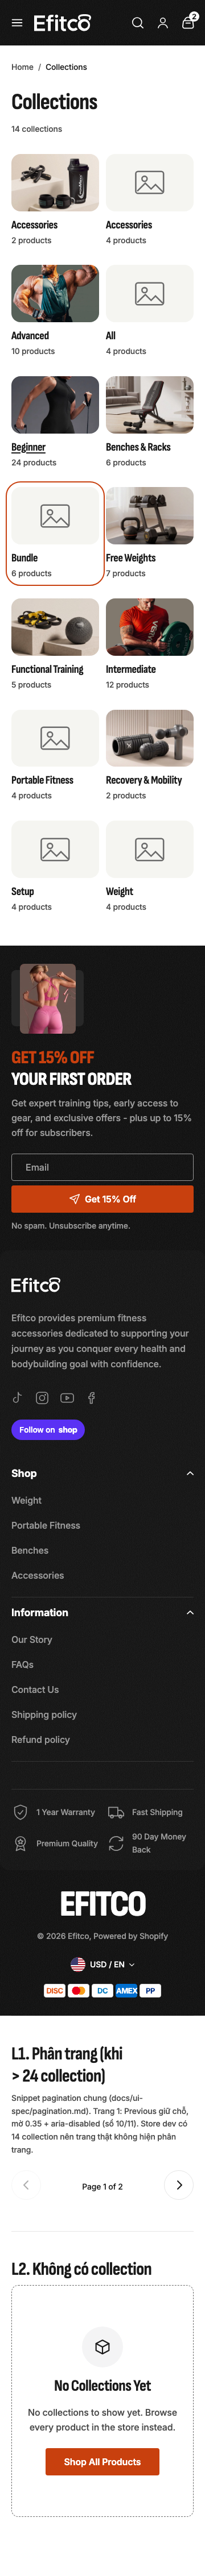 Efitco
2
Home / Collections
Collections
14 collections
Accessories
2 products
Accessories
4 products
Advanced
10 products
All
4 products
Beginner
24 products
Benches & Racks
6 products
Bundle
6 products
Free Weights
7 products
Functional Training
5 products
Intermediate
12 products
Portable Fitness
4 products
Recovery & Mobility
2 products
Setup
4 products
Weight
4 products
GET 15% OFF
YOUR FIRST ORDER
Get expert training tips, early access to
gear, and exclusive offers - plus up to 15%
off for subscribers.
Email
Get 15% Off
No spam. Unsubscribe anytime.
Efitco
Efitco provides premium fitness
accessories dedicated to supporting your
journey as you conquer every health and
bodybuilding goal with confidence.
Follow on shop
Shop
Weight
Portable Fitness
Benches
Accessories
Information
Our Story
FAQs
Contact Us
Shipping policy
Refund policy
1 Year Warranty
Fast Shipping
Premium Quality
90 Day Money
Back
EFITCO
© 2026 Efitco, Powered by Shopify
USD / EN
DISC
DC
AMEX
PP
L1. Phân trang (khi
> 24 collection)
Snippet pagination chung (docs/ui-
spec/pagination.md). Trang 1: Previous giữ chỗ,
mờ 0.35 + aria-disabled (số 10/11). Store dev có
14 collection nên trang thật không hiện phân
trang.
Page 1 of 2
L2. Không có collection
No Collections Yet
No collections to show yet. Browse
every product in the store instead.
Shop All Products